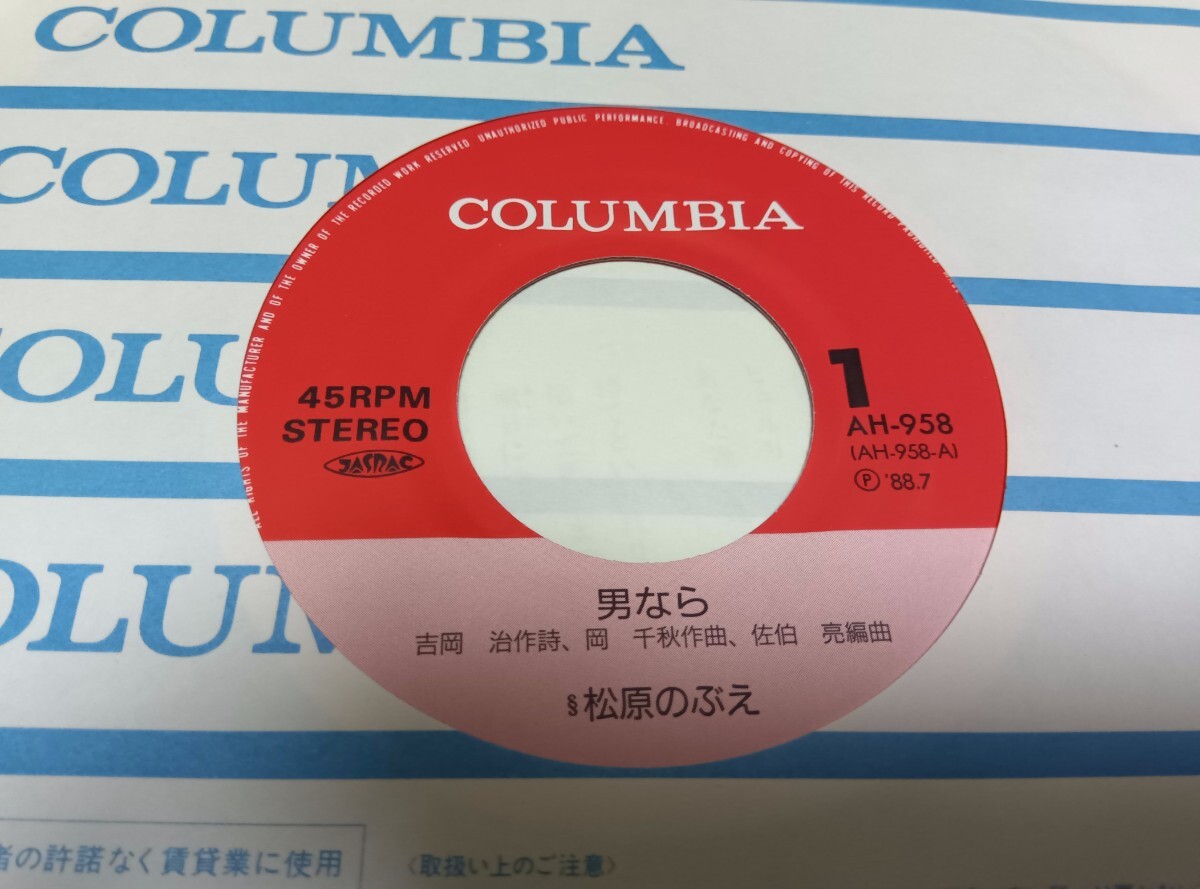 COLUMBIA
COLUM
COLU
OLUM
ALL RIGHTS OF THE MANUFACTURER AND OF THE OWNER OF THE RECORDED WORK RESERVED UNAUTHORIZED PUBLIC PERFORMANCE. BROADCASTING AND COPYING OF THIS RECORD
COLUMBIA
45RPM
STEREO
JASRAC
1
AH-958
(AH-958-A)
Ⓟ '88.7
男なら
吉岡 治作詩、岡 千秋作曲、佐伯 亮編曲
§松原のぶえ
者の許諾なく賃貸業に使用
〈取扱い上のご注意〉